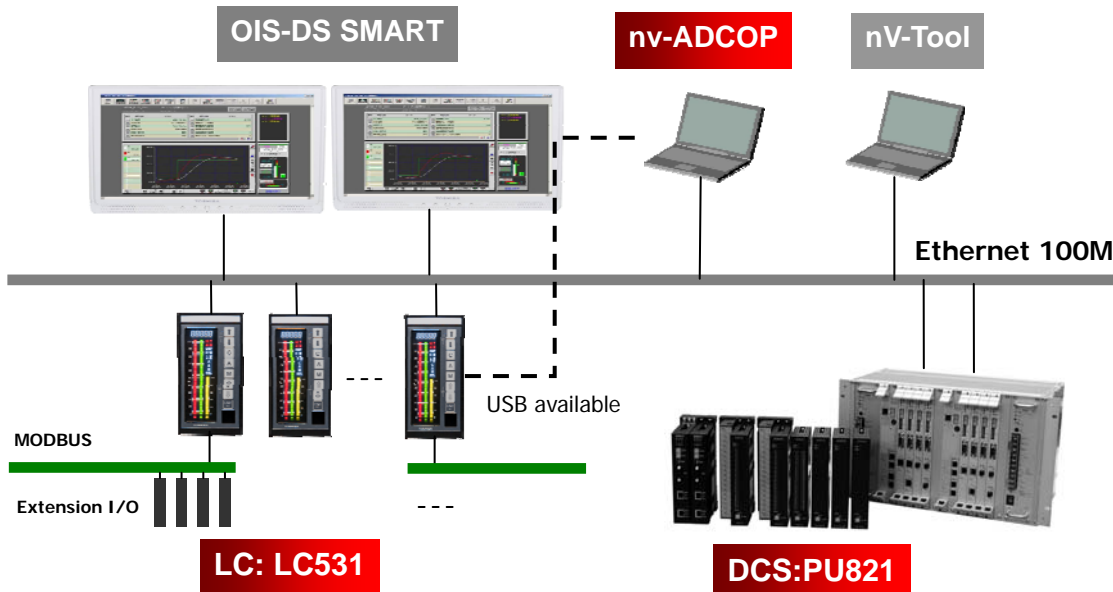 OIS-DS SMART
nv-ADCOP
nV-Tool
Ethernet 100M
USB available
MODBUS
Extension I/O
LC: LC531
DCS:PU821